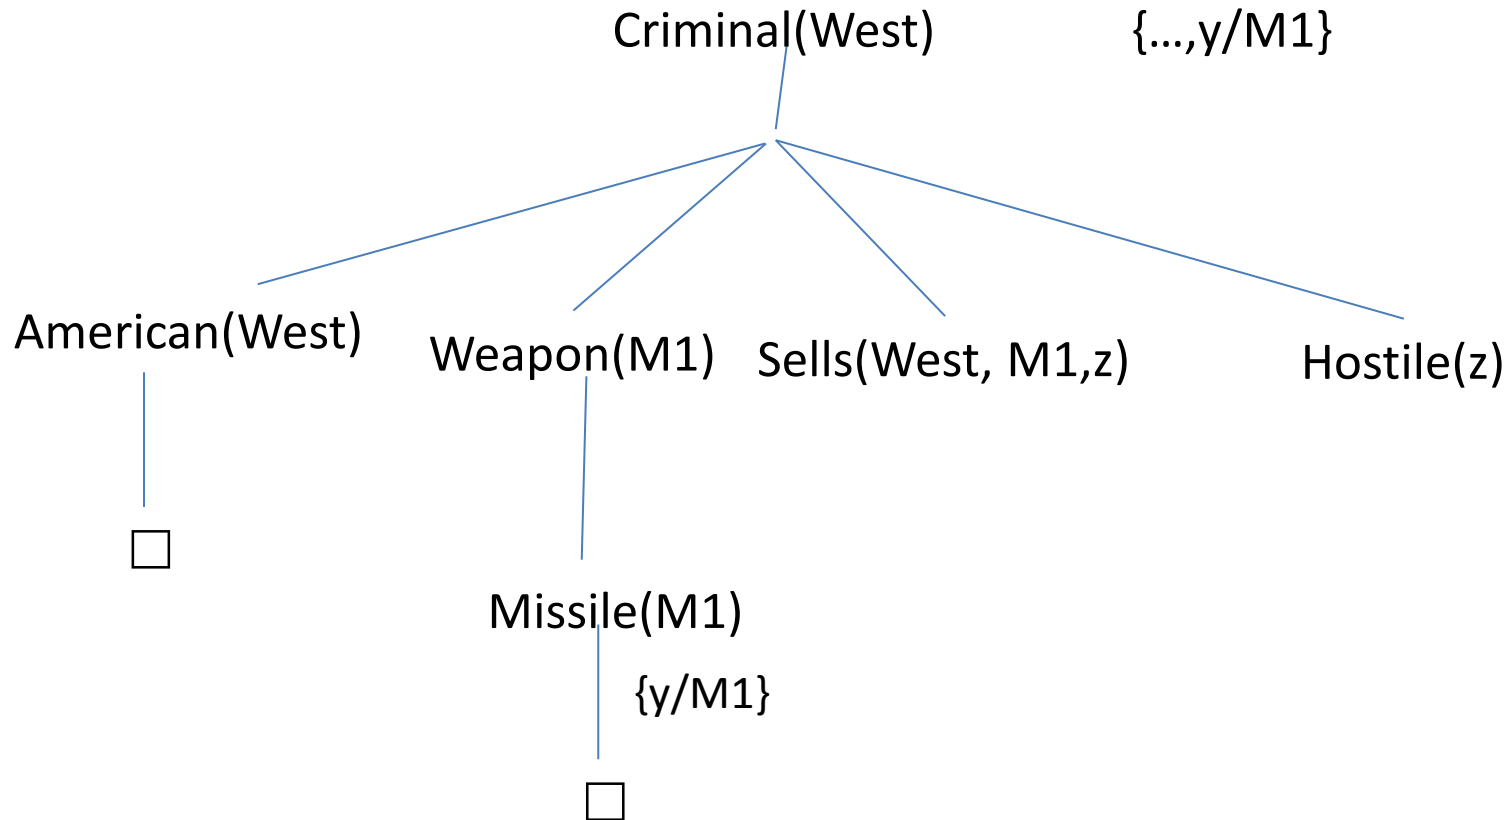 Criminal(West) {…,y/M1}
American(West) Weapon(M1) Sells(West, M1,z) Hostile(z)
Missile(M1)
{y/M1}